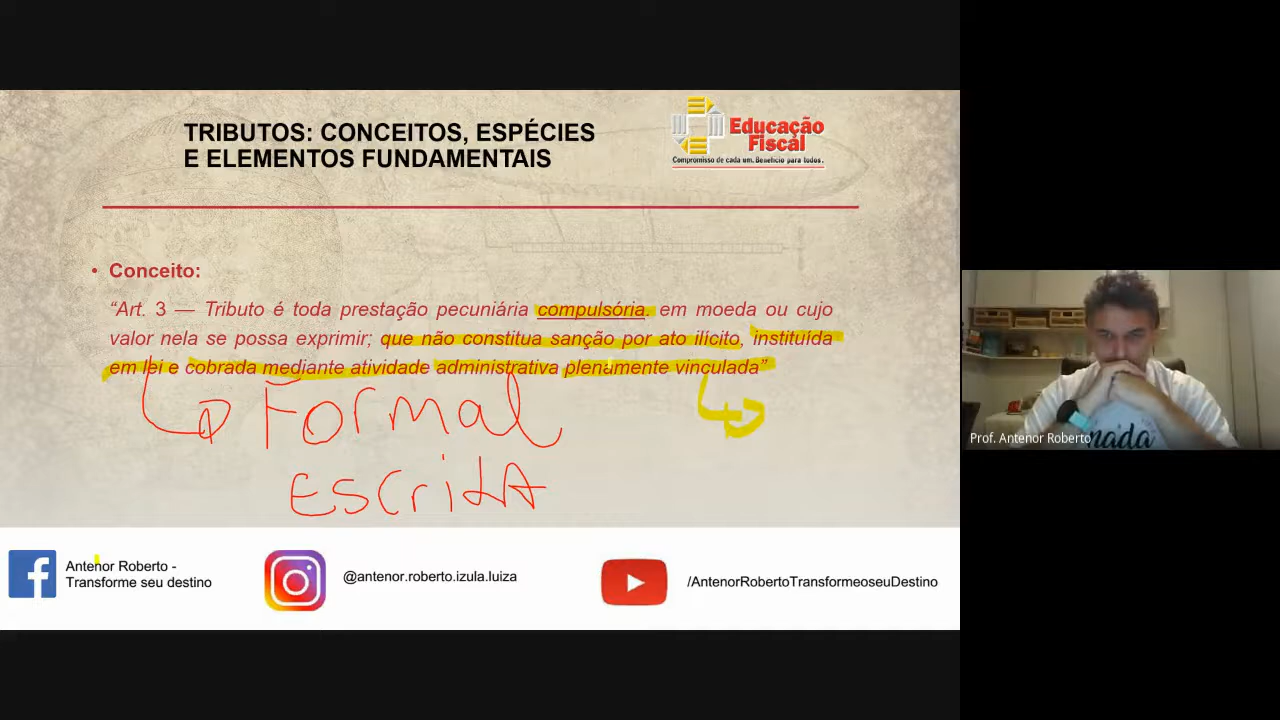 TRIBUTOS: CONCEITOS, ESPÉCIES
E ELEMENTOS FUNDAMENTAIS
Educação
Fiscal
Compromisso de cada um. Benefício para todos.
• Conceito:
“Art. 3 — Tributo é toda prestação pecuniária compulsória. em moeda ou cujo
valor nela se possa exprimir; que não constitua sanção por ato ilícito, instituída
em lei e cobrada mediante atividade administrativa plenamente vinculada”
Formal
Escrita
Antenor Roberto -
Transforme seu destino
@antenor.roberto.izula.luiza
/AntenorRobertoTransformeoseuDestino
Prof. Antenor Roberto
nada